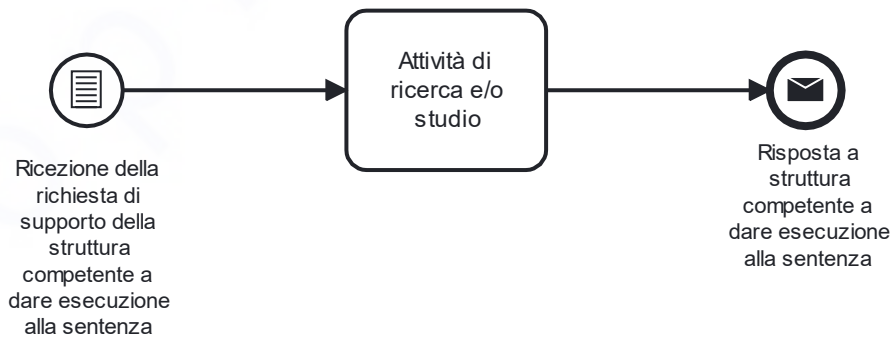 Attività di
ricerca e/o
studio
Ricezione della
richiesta di
supporto della
struttura
competente a
dare esecuzione
alla sentenza
Risposta a
struttura
competente a
dare esecuzione
alla sentenza